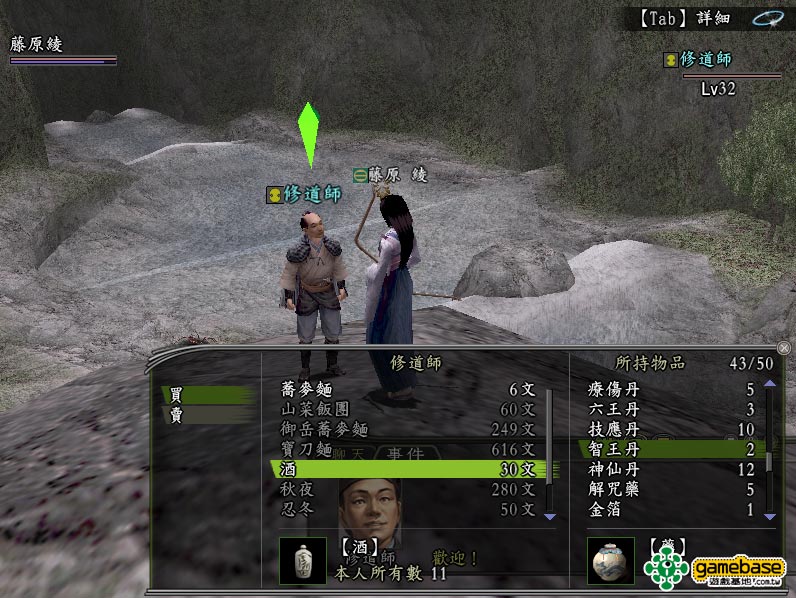 【Tab】詳細
藤原綾
修道師
Lv32
藤原 綾
修道師
修道師
所持物品 43/50
買
賣
蕎麥麵 6文
山菜飯團 60文
御岳蕎麥麵 249文
寶刀麵 616文
酒 30文
秋夜 280文
忍冬 50文
療傷丹 5
六王丹 3
技應丹 10
智王丹 2
神仙丹 12
解咒藥 5
金箔 1
聊天 事件
【酒】
修道師 歡迎！
本人所有數 11
【藥】
gamebase
遊戲基地 .com.tw